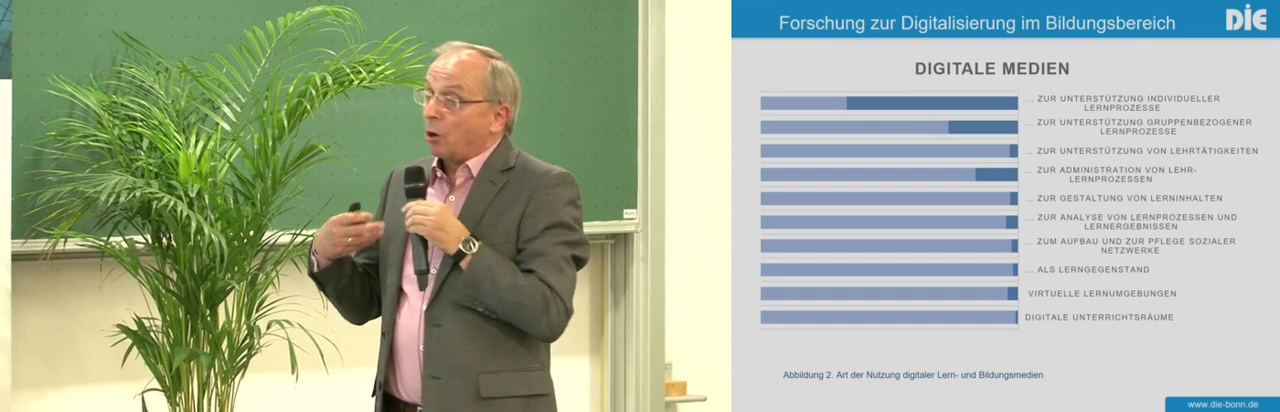 Forschung zur Digitalisierung im Bildungsbereich
DIE
DIGITALE MEDIEN
... ZUR UNTERSTÜTZUNG INDIVIDUELLER
LERNPROZESSE
... ZUR UNTERSTÜTZUNG GRUPPENBEZOGENER
LERNPROZESSE
... ZUR UNTERSTÜTZUNG VON LEHRTÄTIGKEITEN
... ZUR ADMINISTRATION VON LEHR-
LERNPROZESSEN
... ZUR GESTALTUNG VON LERNINHALTEN
... ZUR ANALYSE VON LERNPROZESSEN UND
LERNERGEBNISSEN
... ZUM AUFBAU UND ZUR PFLEGE SOZIALER
NETZWERKE
... ALS LERNGEGENSTAND
VIRTUELLE LERNUMGEBUNGEN
DIGITALE UNTERRICHTSRÄUME
Abbildung 2. Art der Nutzung digitaler Lern- und Bildungsmedien
www.die-bonn.de